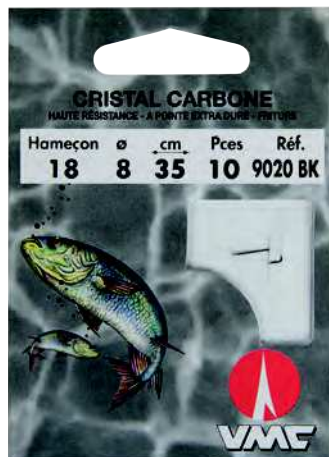 CRISTAL CARBONE
HAUTE RÉSISTANCE - A POINTE EXTRA DURE - FRITURE
Hameçon ø cm Pces Réf.
18 8 35 10 9020 BK
VMC